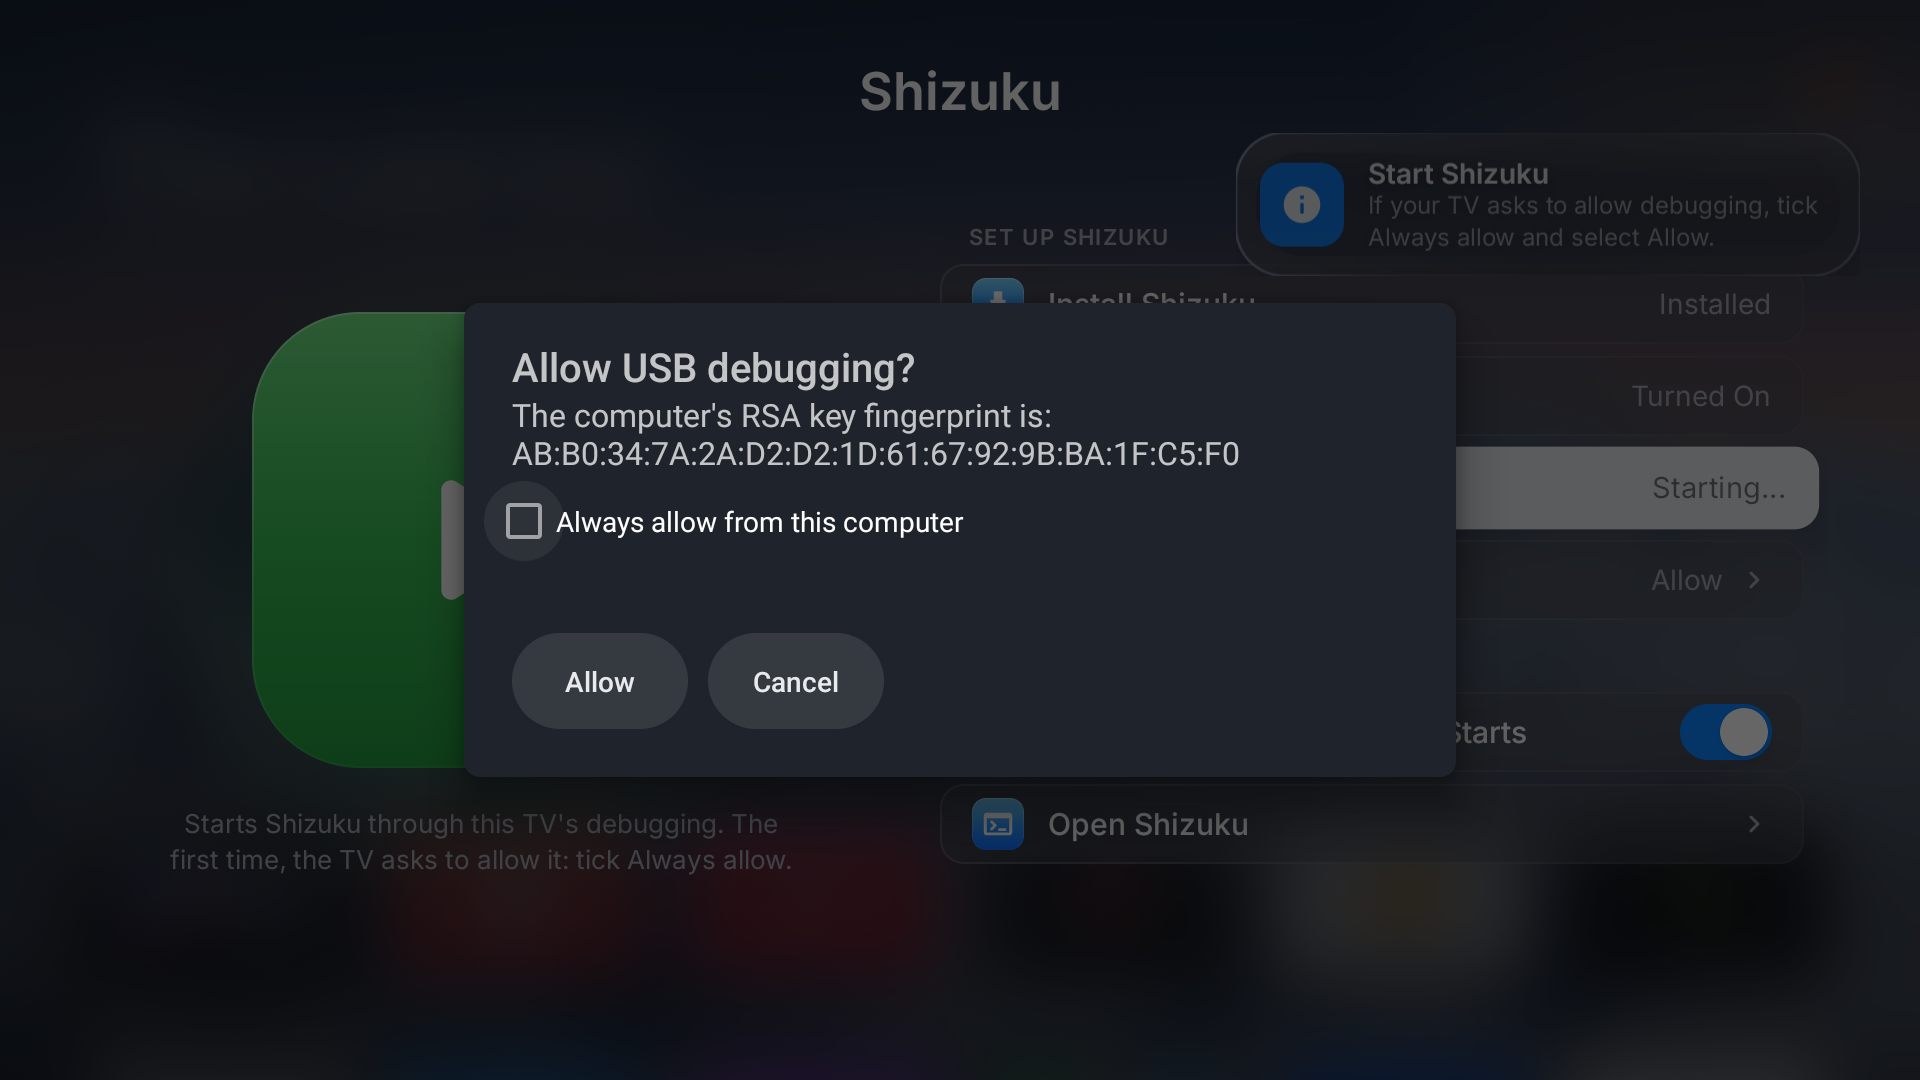 Shizuku
Start Shizuku
If your TV asks to allow debugging, tick
Always allow and select Allow.
SET UP SHIZUKU
Install Shizuku
Installed
Turned On
Starting...
Allow
Starts
Open Shizuku
Allow USB debugging?
The computer's RSA key fingerprint is:
AB:B0:34:7A:2A:D2:D2:1D:61:67:92:9B:BA:1F:C5:F0
Always allow from this computer
Allow
Cancel
Starts Shizuku through this TV's debugging. The
first time, the TV asks to allow it: tick Always allow.